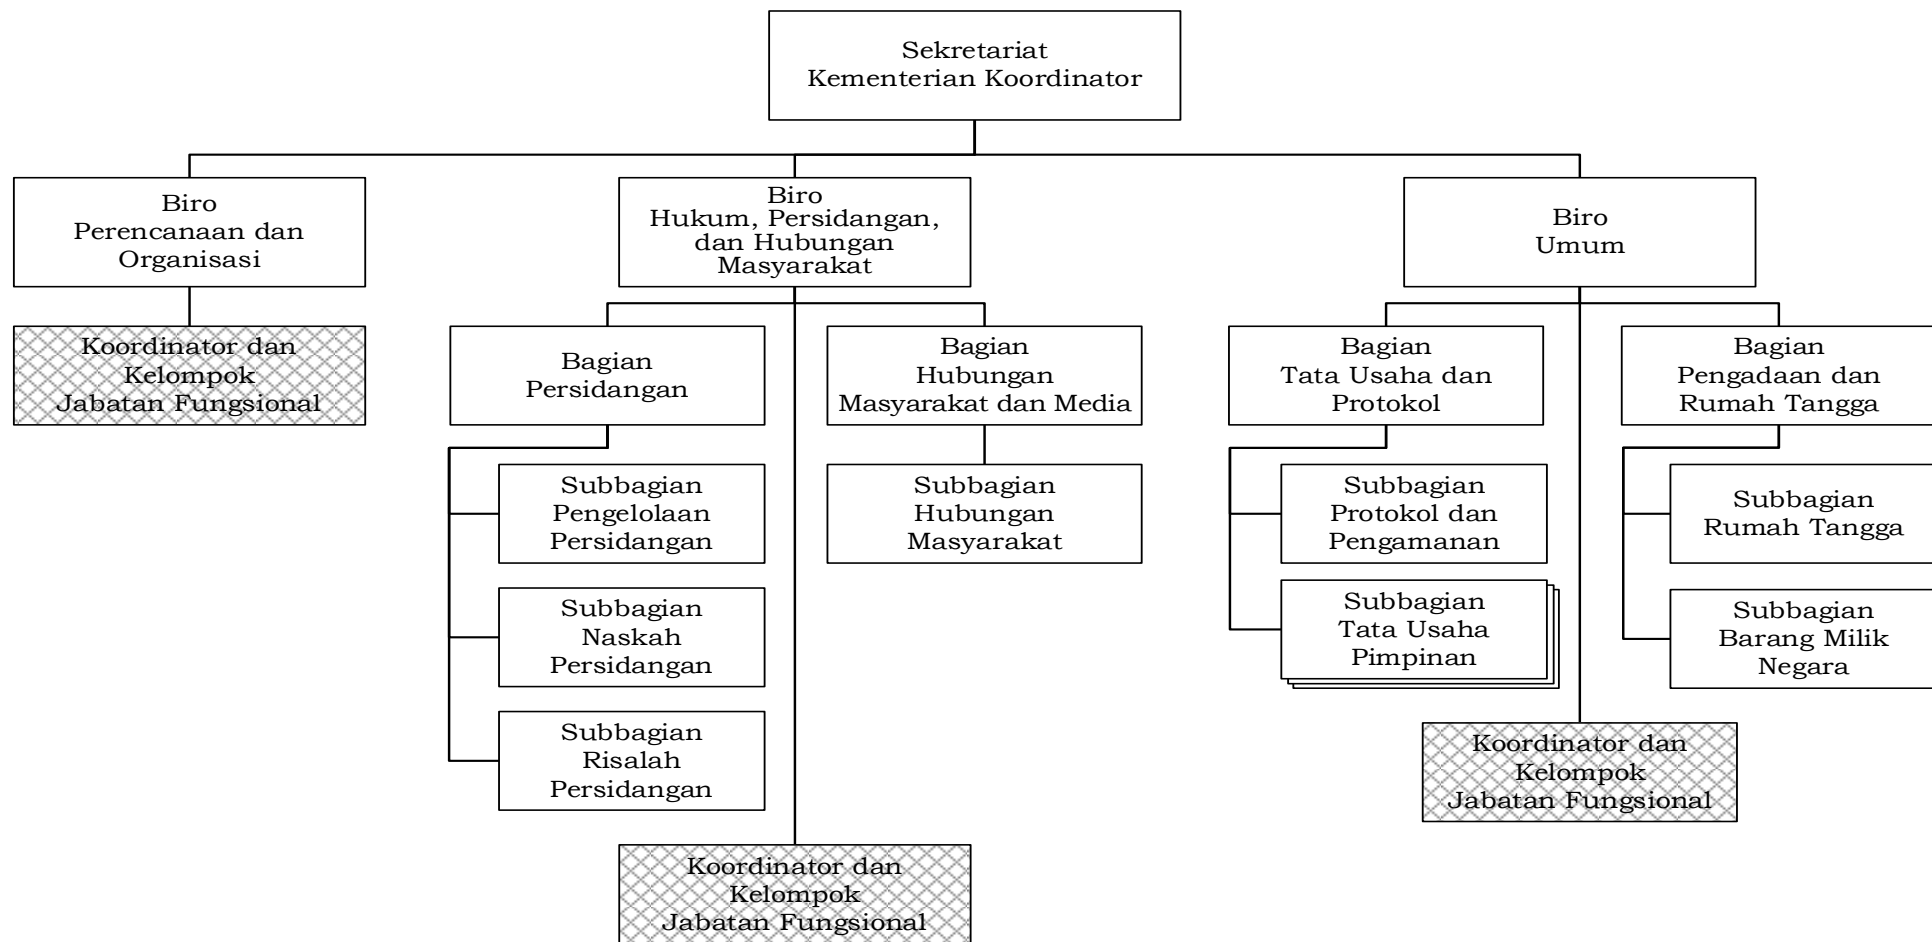 Sekretariat
Kementerian Koordinator
Biro
Perencanaan dan
Organisasi
Biro
Hukum, Persidangan,
dan Hubungan
Masyarakat
Biro
Umum
Koordinator dan
Kelompok
Jabatan Fungsional
Bagian
Persidangan
Bagian
Hubungan
Masyarakat dan Media
Bagian
Tata Usaha dan
Protokol
Bagian
Pengadaan dan
Rumah Tangga
Subbagian
Pengelolaan
Persidangan
Subbagian
Hubungan
Masyarakat
Subbagian
Protokol dan
Pengamanan
Subbagian
Rumah Tangga
Subbagian
Naskah
Persidangan
Subbagian
Tata Usaha
Pimpinan
Subbagian
Barang Milik
Negara
Subbagian
Risalah
Persidangan
Koordinator dan
Kelompok
Jabatan Fungsional
Koordinator dan
Kelompok
Jabatan Fungsional